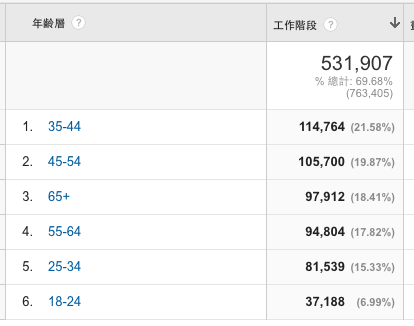 年齡層 ? 工作階段 ? ↓
531,907
% 總計: 69.68%
(763,405)
1. 35-44 114,764 (21.58%)
2. 45-54 105,700 (19.87%)
3. 65+ 97,912 (18.41%)
4. 55-64 94,804 (17.82%)
5. 25-34 81,539 (15.33%)
6. 18-24 37,188 (6.99%)